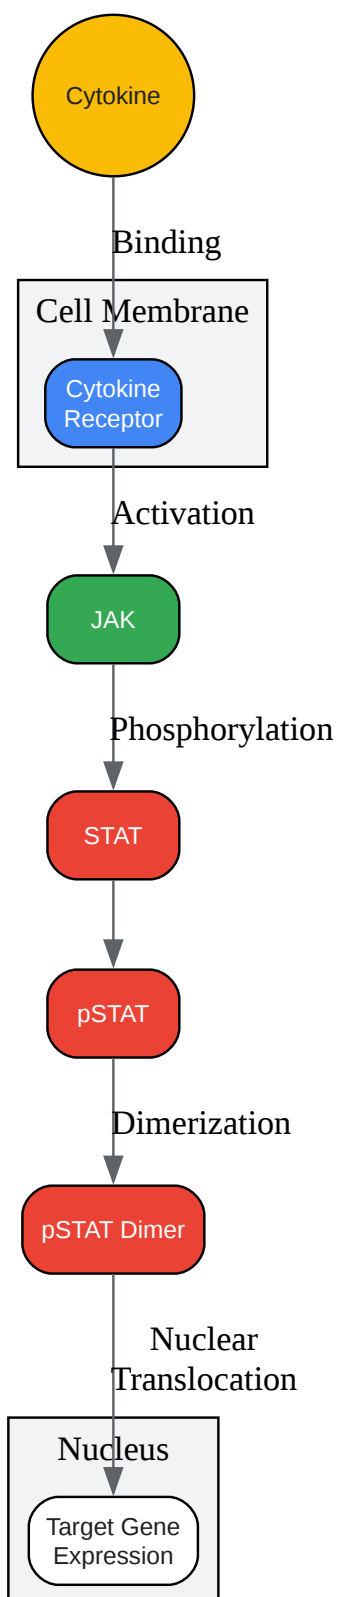 Cytokine
Binding
Cell Membrane
Cytokine
Receptor
Activation
JAK
Phosphorylation
STAT
pSTAT
Dimerization
pSTAT Dimer
Nuclear
Translocation
Nucleus
Target Gene
Expression